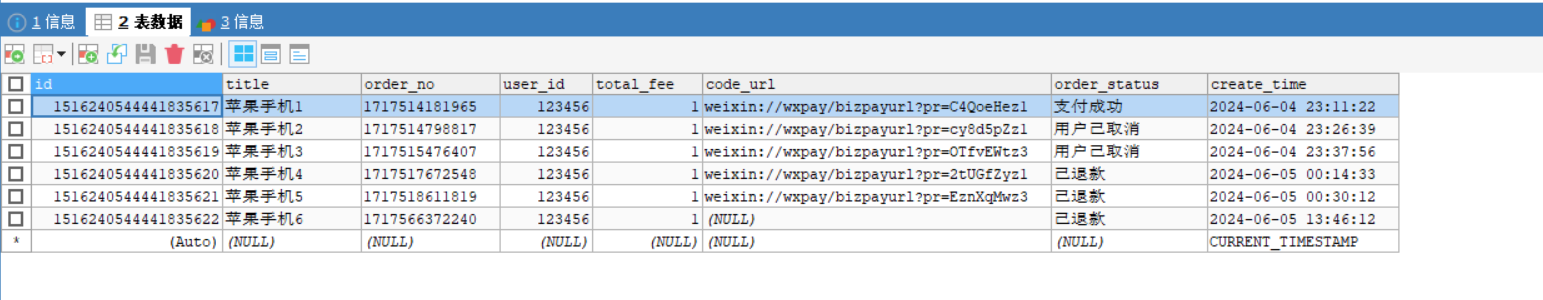 1 信息 2 表数据 3 信息
id title order_no user_id total_fee code_url order_status create_time
1516240544441835617 苹果手机1 1717514181965 123456 1 weixin://wxpay/bizpayurl?pr=C4QoeHezl 支付成功 2024-06-04 23:11:22
1516240544441835618 苹果手机2 1717514798817 123456 1 weixin://wxpay/bizpayurl?pr=cy8d5pZzl 用户已取消 2024-06-04 23:26:39
1516240544441835619 苹果手机3 1717515476407 123456 1 weixin://wxpay/bizpayurl?pr=OTfvEWtz3 用户已取消 2024-06-04 23:37:56
1516240544441835620 苹果手机4 1717517672548 123456 1 weixin://wxpay/bizpayurl?pr=2tUGfZyzl 已退款 2024-06-05 00:14:33
1516240544441835621 苹果手机5 1717518611819 123456 1 weixin://wxpay/bizpayurl?pr=EznXqMwz3 已退款 2024-06-05 00:30:12
1516240544441835622 苹果手机6 1717566372240 123456 1 (NULL) 已退款 2024-06-05 13:46:12
* (Auto) (NULL) (NULL) (NULL) (NULL) (NULL) (NULL) CURRENT_TIMESTAMP